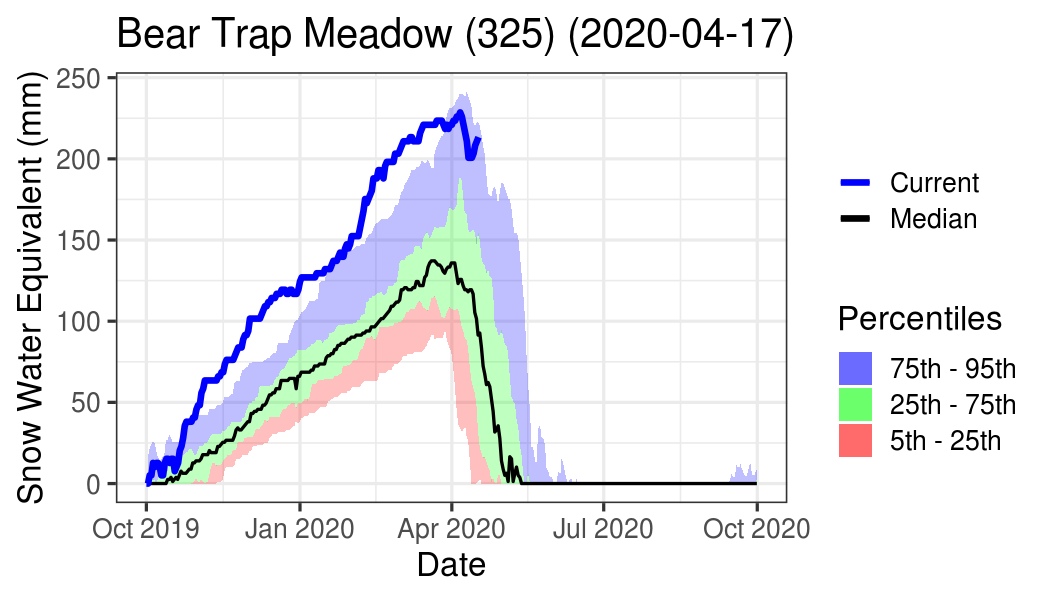 Bear Trap Meadow (325) (2020-04-17)
Snow Water Equivalent (mm)
250
200
150
100
50
0
Oct 2019
Jan 2020
Apr 2020
Jul 2020
Oct 2020
Date
Current
Median
Percentiles
75th - 95th
25th - 75th
5th - 25th